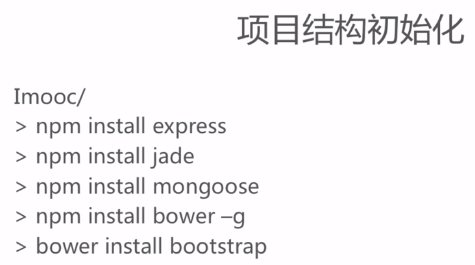 项目结构初始化
Imooc/
> npm install express
> npm install jade
> npm install mongoose
> npm install bower –g
> bower install bootstrap